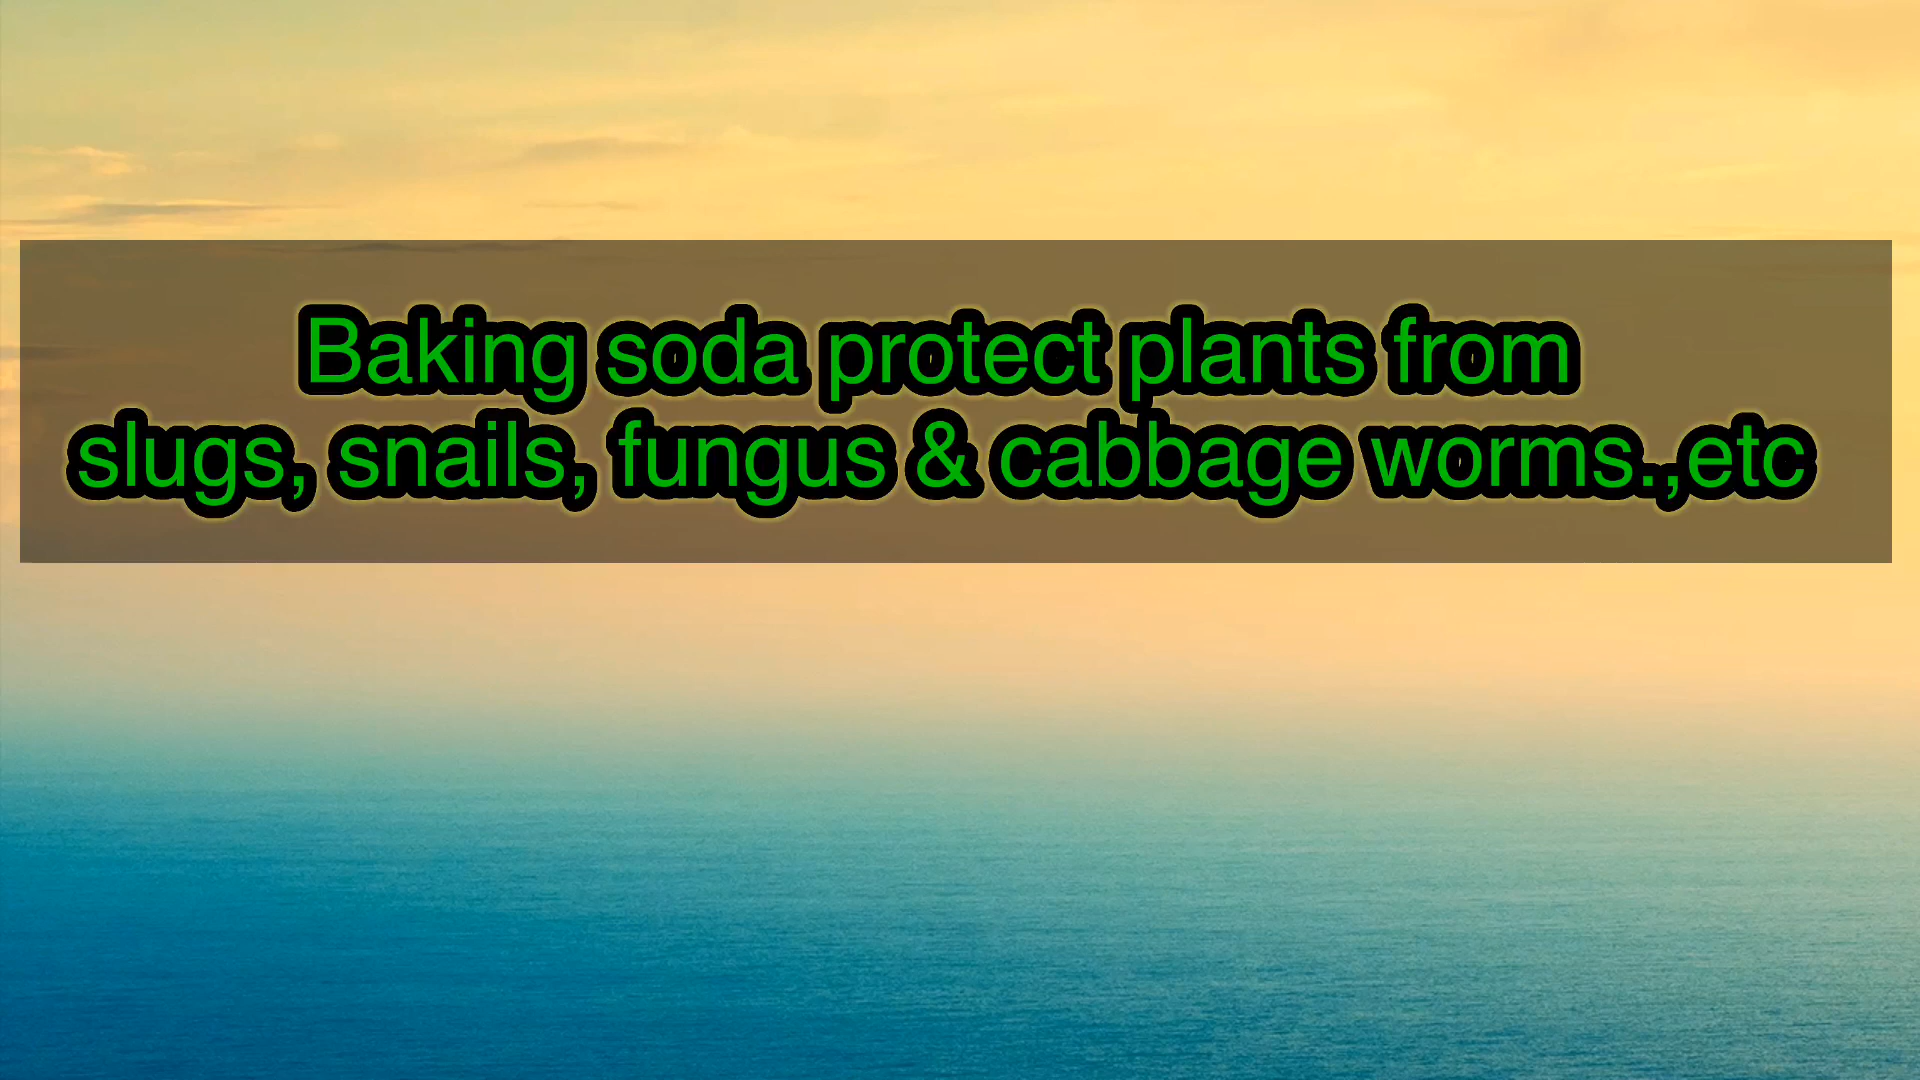 Baking soda protect plants from
slugs, snails, fungus & cabbage worms.,etc